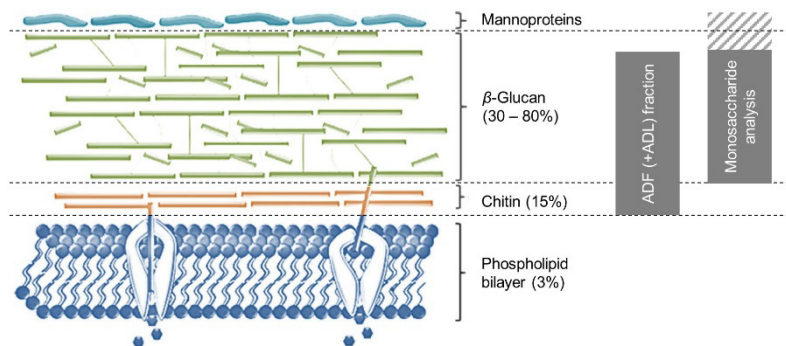 Mannoproteins
β-Glucan
(30 – 80%)
Chitin (15%)
Phospholipid
bilayer (3%)
ADF (+ADL) fraction
Monosaccharide
analysis